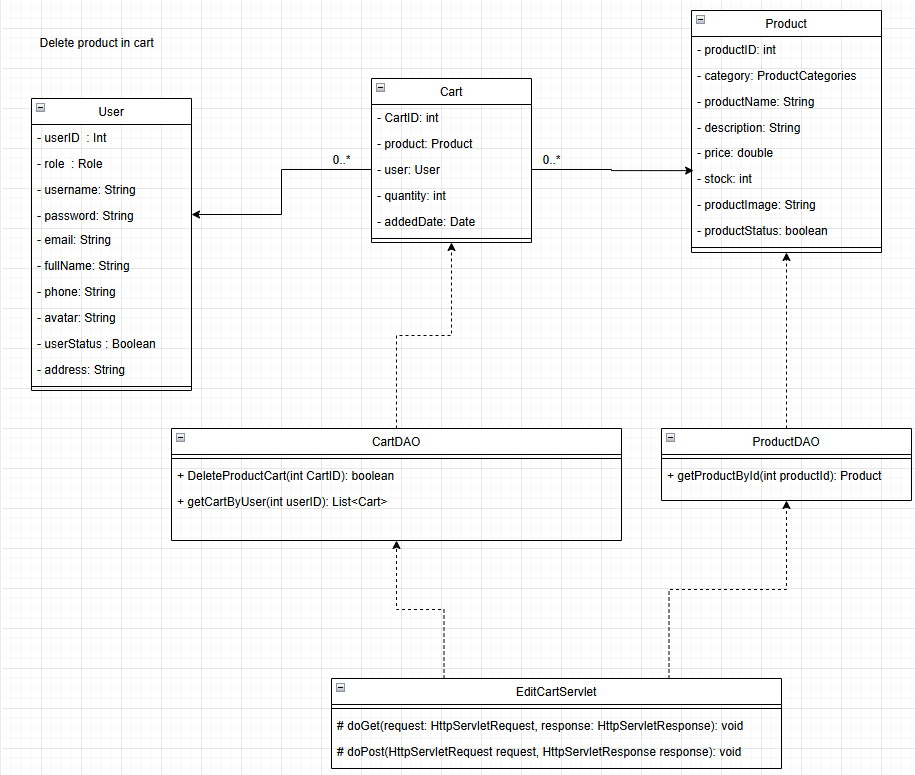 Delete product in cart
User
- userID : Int
- role : Role
- username: String
- password: String
- email: String
- fullName: String
- phone: String
- avatar: String
- userStatus : Boolean
- address: String
0..*
Cart
- CartID: int
- product: Product
- user: User
- quantity: int
- addedDate: Date
0..*
Product
- productID: int
- category: ProductCategories
- productName: String
- description: String
- price: double
- stock: int
- productImage: String
- productStatus: boolean
CartDAO
+ DeleteProductCart(int CartID): boolean
+ getCartByUser(int userID): List<Cart>
ProductDAO
+ getProductById(int productId): Product
EditCartServlet
# doGet(request: HttpServletRequest, response: HttpServletResponse): void
# doPost(HttpServletRequest request, HttpServletResponse response): void